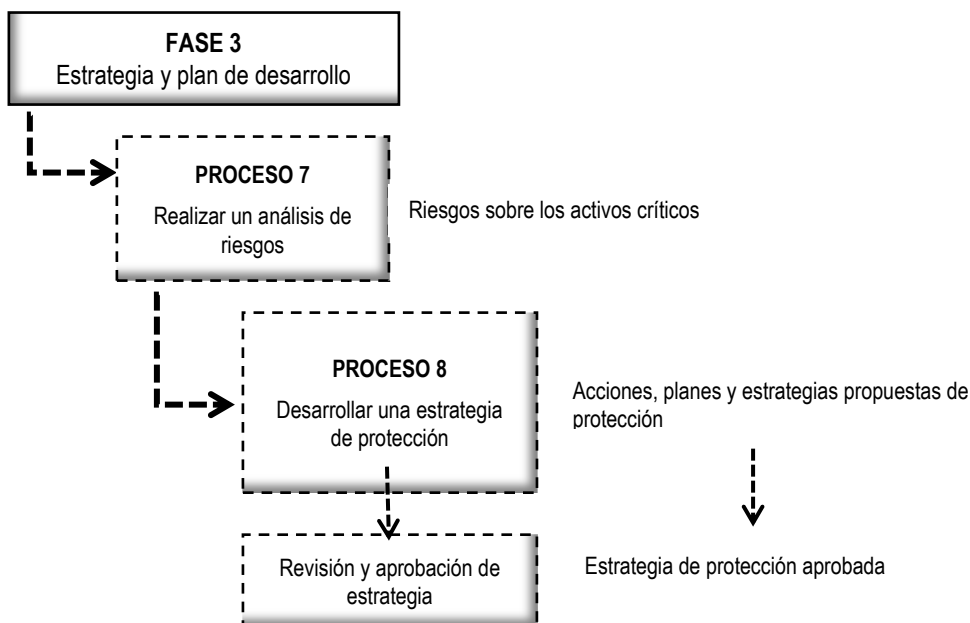 FASE 3
Estrategia y plan de desarrollo
PROCESO 7
Realizar un análisis de
riesgos
Riesgos sobre los activos críticos
PROCESO 8
Desarrollar una estrategia
de protección
Acciones, planes y estrategias propuestas de
protección
Revisión y aprobación de
estrategia
Estrategia de protección aprobada